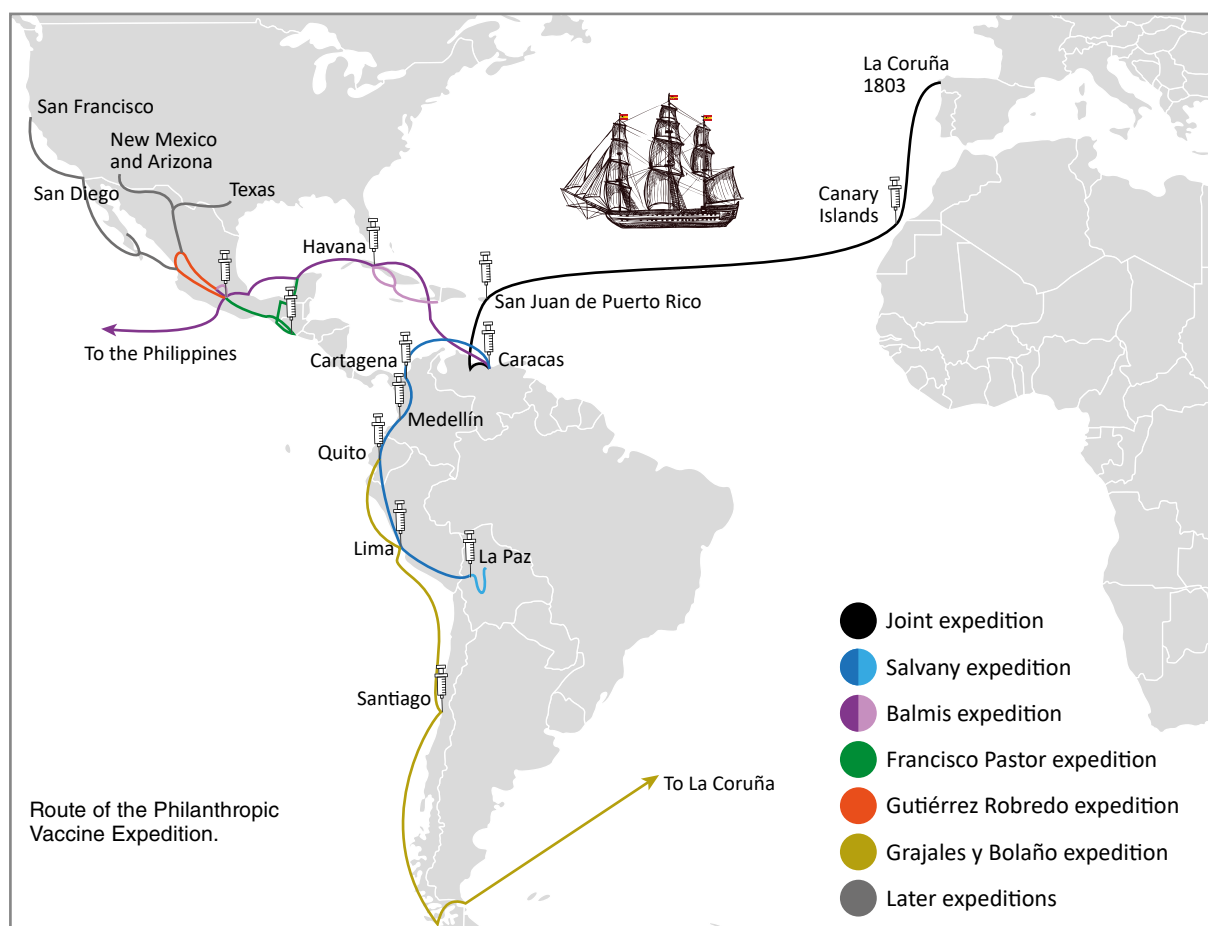 La Coruña
1803
San Francisco
New Mexico
and Arizona
San Diego
Texas
Canary
Islands
Havana
San Juan de Puerto Rico
To the Philippines
Cartagena
Caracas
Medellín
Quito
Lima
La Paz
Santiago
To La Coruña
Route of the Philanthropic
Vaccine Expedition.
Joint expedition
Salvany expedition
Balmis expedition
Francisco Pastor expedition
Gutiérrez Robredo expedition
Grajales y Bolaño expedition
Later expeditions